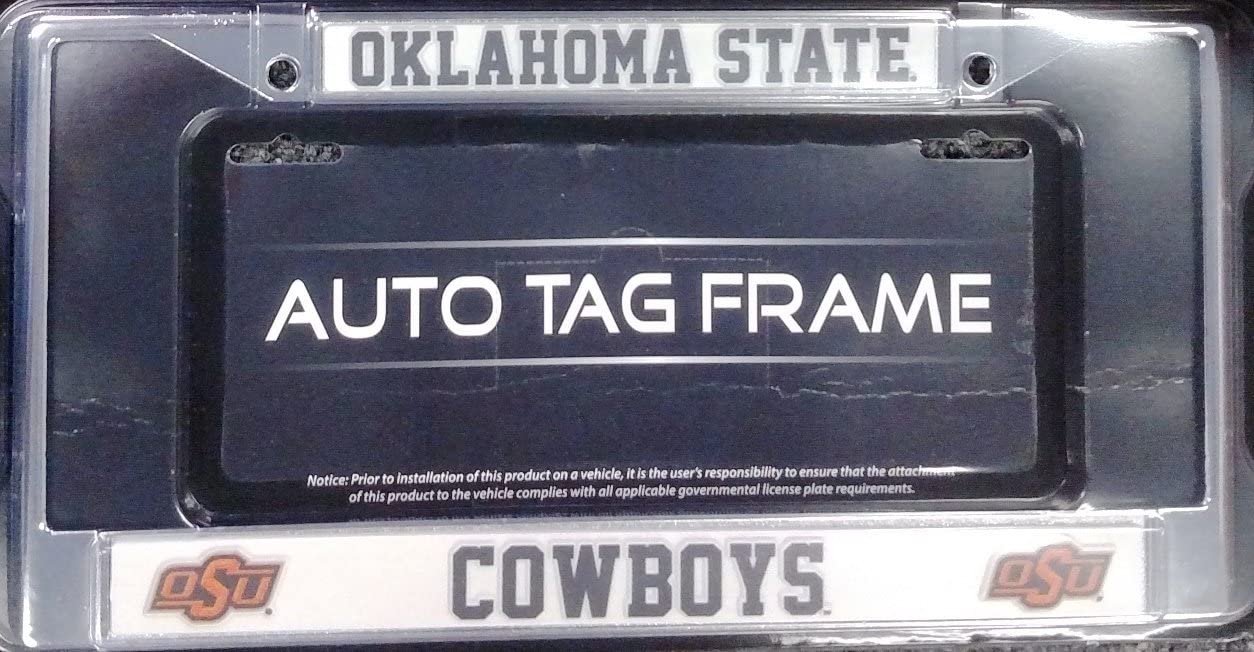 OKLAHOMA STATE
AUTO TAG FRAME
Notice: Prior to installation of this product on a vehicle, it is the user's responsibility to ensure that the attachment
of this product to the vehicle complies with all applicable governmental license plate requirements.
OSU COWBOYS OSU